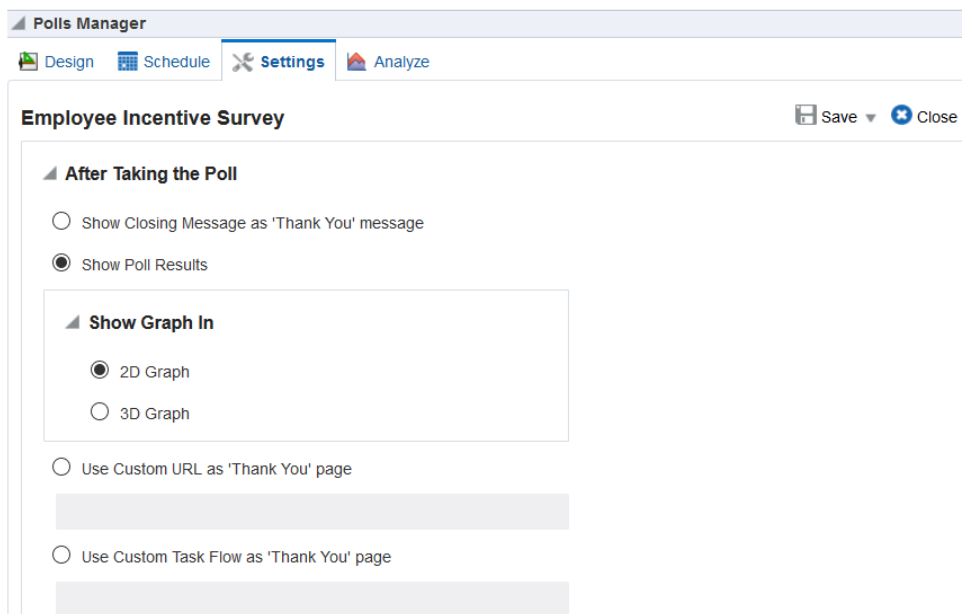 Polls Manager
Design Schedule Settings Analyze
Employee Incentive Survey Save Close
After Taking the Poll
Show Closing Message as 'Thank You' message
Show Poll Results
Show Graph In
2D Graph
3D Graph
Use Custom URL as 'Thank You' page
Use Custom Task Flow as 'Thank You' page